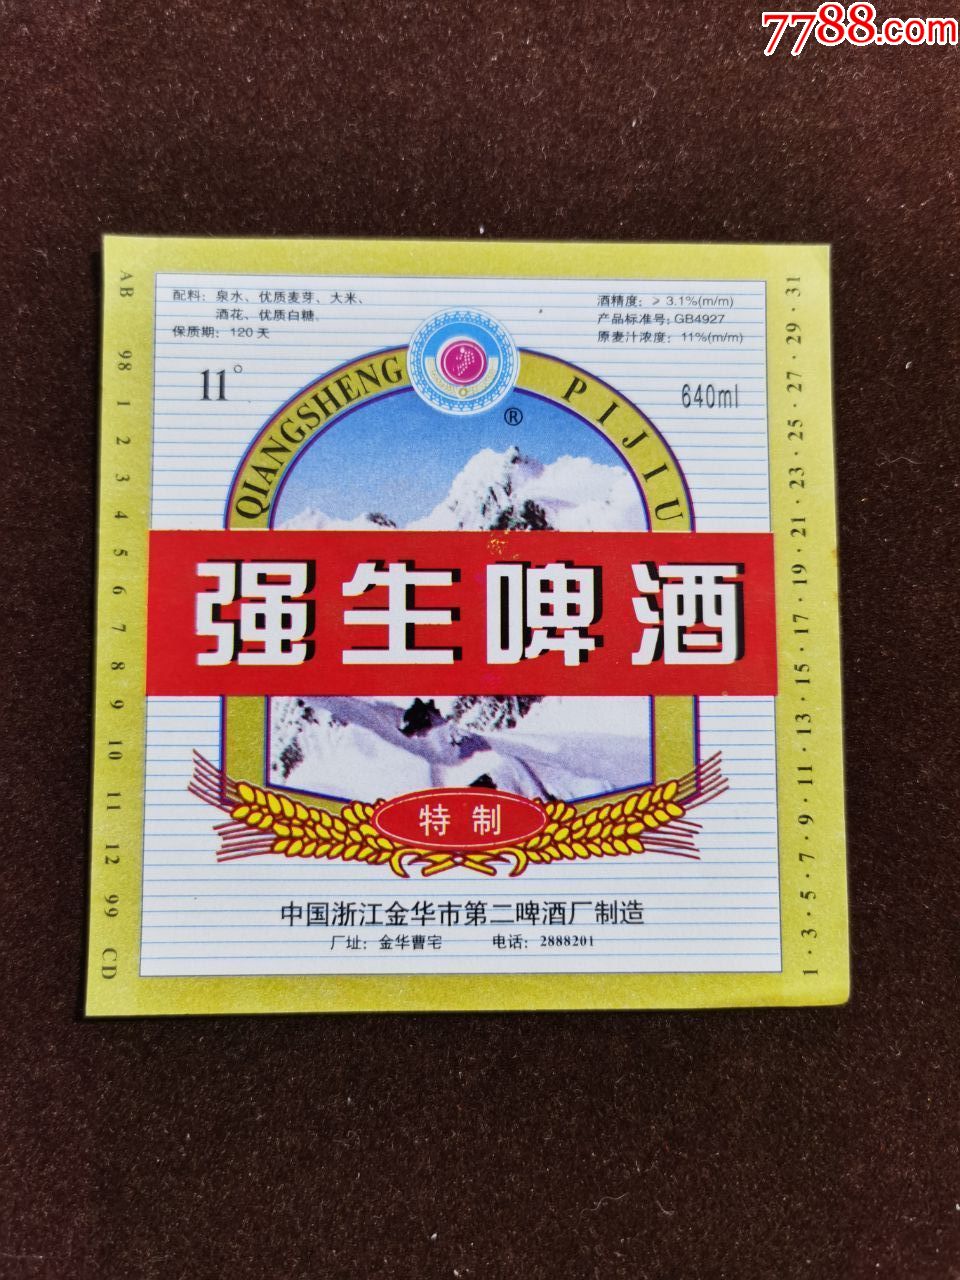 7788.com
配料：泉水、优质麦芽、大米、
酒花、优质白糖.
保质期：120 天
酒精度：≥ 3.1%(m/m)
产品标准号：GB4927
原麦汁浓度：11%(m/m)
11°
640ml
®
QIANGSHENG PIJIU
强生啤酒
特制
中国浙江金华市第二啤酒厂制造
厂址：金华曹宅 电话：2888201
AB 98 1 2 3 4 5 6 7 8 9 10 11 12 99 CD
1·3·5·7·9·11·13·15·17·19·21·23·25·27·29·31